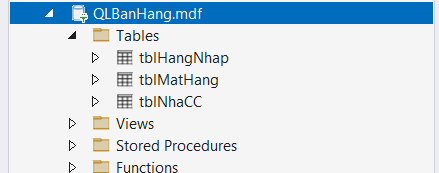 QLBanHang.mdf
Tables
tblHangNhap
tblMatHang
tblNhaCC
Views
Stored Procedures
Functions